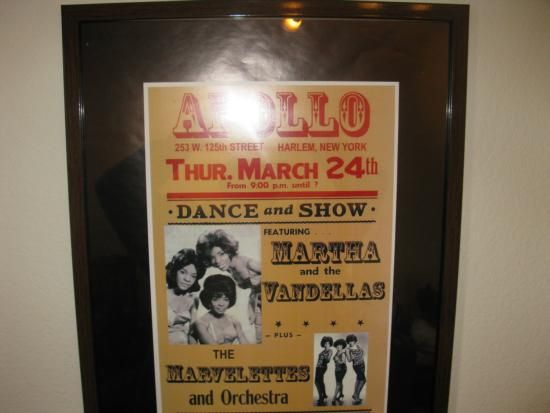 APOLLO
253 W. 125th STREET HARLEM, NEW YORK
THUR. MARCH 24th
From 9:00 p.m. until ?
· DANCE and SHOW ·
FEATURING . . .
MARTHA
and the
VANDELLAS
– PLUS –
THE
MARVELETTES
and Orchestra